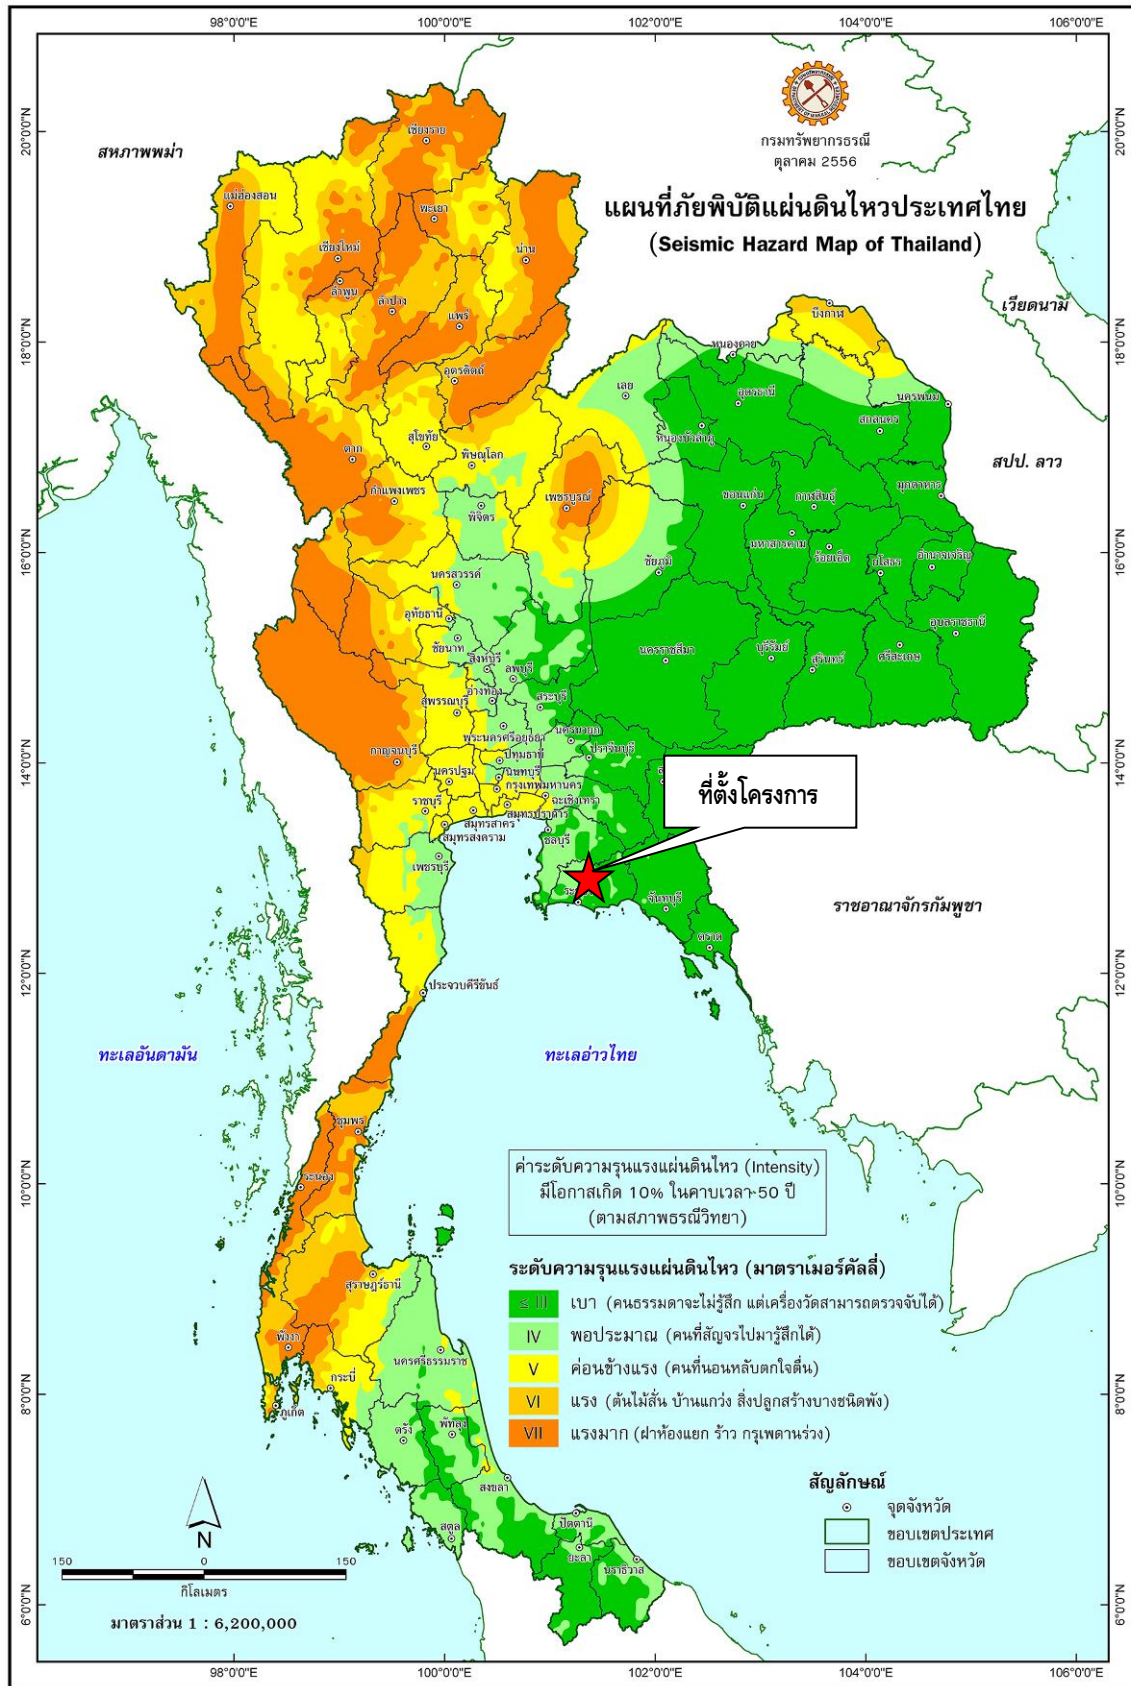 98°0'0"E
100°0'0"E
102°0'0"E
104°0'0"E
106°0'0"E
20°0'0"N
18°0'0"N
16°0'0"N
14°0'0"N
12°0'0"N
10°0'0"N
8°0'0"N
6°0'0"N
กรมทรัพยากรธรณี
ตุลาคม 2556
แผนที่ภัยพิบัติแผ่นดินไหวประเทศไทย
(Seismic Hazard Map of Thailand)
สหภาพพม่า
เวียดนาม
สปป. ลาว
ราชอาณาจักรกัมพูชา
ทะเลอันดามัน
ทะเลอ่าวไทย
ที่ตั้งโครงการ
เชียงราย
แม่ฮ่องสอน
พะเยา
เชียงใหม่
น่าน
ลำพูน
ลำปาง
แพร่
อุตรดิตถ์
บึงกาฬ
หนองคาย
เลย
อุดรธานี
นครพนม
สกลนคร
หนองบัวลำภู
สุโขทัย
ตาก
พิษณุโลก
กำแพงเพชร
พิจิตร
เพชรบูรณ์
ขอนแก่น
กาฬสินธุ์
มุกดาหาร
มหาสารคาม
ร้อยเอ็ด
ยโสธร
อำนาจเจริญ
ชัยภูมิ
นครสวรรค์
อุทัยธานี
ชัยนาท
สิงห์บุรี
ลพบุรี
นครราชสีมา
บุรีรัมย์
สุรินทร์
ศรีสะเกษ
อุบลราชธานี
สุพรรณบุรี
อ่างทอง
สระบุรี
พระนครศรีอยุธยา
นครนายก
ปราจีนบุรี
กาญจนบุรี
ปทุมธานี
นครปฐม
นนทบุรี
กรุงเทพมหานคร
ฉะเชิงเทรา
ราชบุรี
สมุทรสาคร
สมุทรปราการ
สมุทรสงคราม
ชลบุรี
เพชรบุรี
จันทบุรี
ตราด
ประจวบคีรีขันธ์
ชุมพร
ระนอง
สุราษฎร์ธานี
พังงา
นครศรีธรรมราช
กระบี่
ภูเก็ต
ตรัง
พัทลุง
สงขลา
สตูล
ปัตตานี
ยะลา
นราธิวาส
ค่าระดับความรุนแรงแผ่นดินไหว (Intensity)
มีโอกาสเกิด 10% ในคาบเวลา 50 ปี
(ตามสภาพธรณีวิทยา)
ระดับความรุนแรงแผ่นดินไหว (มาตราเมอร์คัลลี่)
≤ III เบา (คนธรรมดาจะไม่รู้สึก แต่เครื่องวัดสามารถตรวจจับได้)
IV พอประมาณ (คนที่สัญจรไปมารู้สึกได้)
V ค่อนข้างแรง (คนที่นอนหลับตกใจตื่น)
VI แรง (ต้นไม้สั่น บ้านแกว่ง สิ่งปลูกสร้างบางชนิดพัง)
VII แรงมาก (ฝาห้องแยก ร้าว กรุเพดานร่วง)
สัญลักษณ์
จุดจังหวัด
ขอบเขตประเทศ
ขอบเขตจังหวัด
N
150 0 150
กิโลเมตร
มาตราส่วน 1 : 6,200,000
98°0'0"E
100°0'0"E
102°0'0"E
104°0'0"E
106°0'0"E
20°0'0"N
18°0'0"N
16°0'0"N
14°0'0"N
12°0'0"N
10°0'0"N
8°0'0"N
6°0'0"N